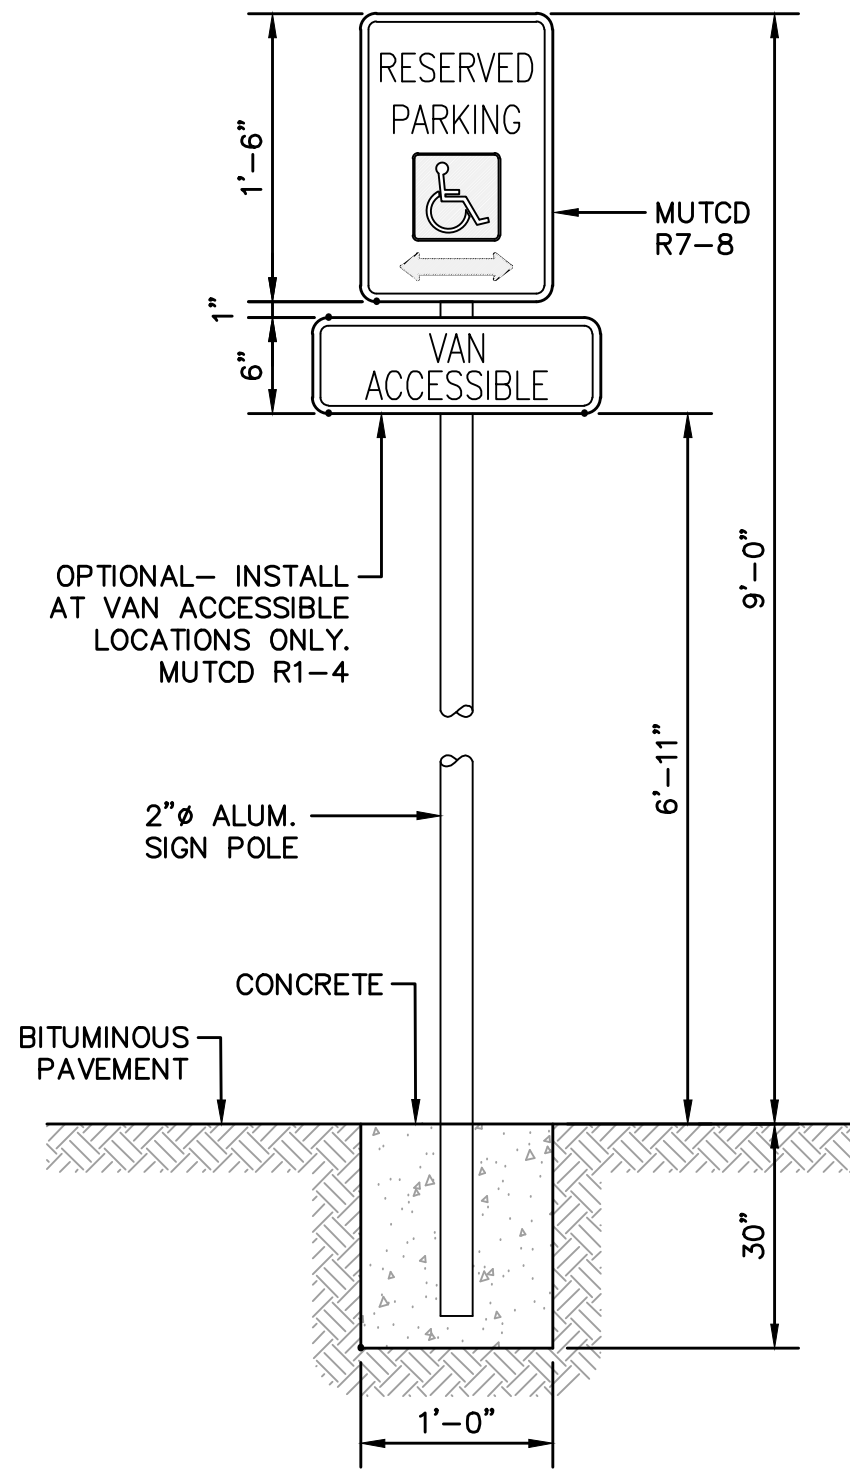 RESERVED
PARKING
1'-6"
MUTCD
R7-8
1"
6"
VAN
ACCESSIBLE
OPTIONAL- INSTALL
AT VAN ACCESSIBLE
LOCATIONS ONLY.
MUTCD R1-4
9'-0"
6'-11"
2"ø ALUM.
SIGN POLE
CONCRETE
BITUMINOUS
PAVEMENT
30"
1'-0"